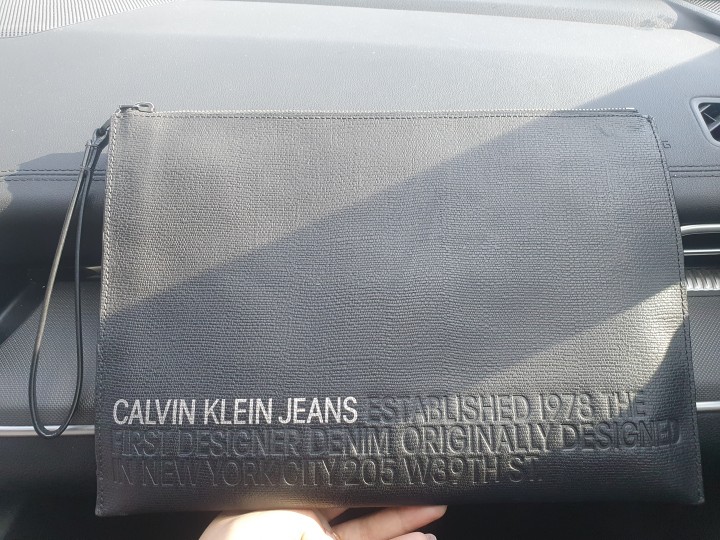 CALVIN KLEIN JEANS ESTABLISHED 1978 THE
FIRST DESIGNER DENIM ORIGINALLY DESIGNED
IN NEW YORK CITY 205 W39TH ST.
G